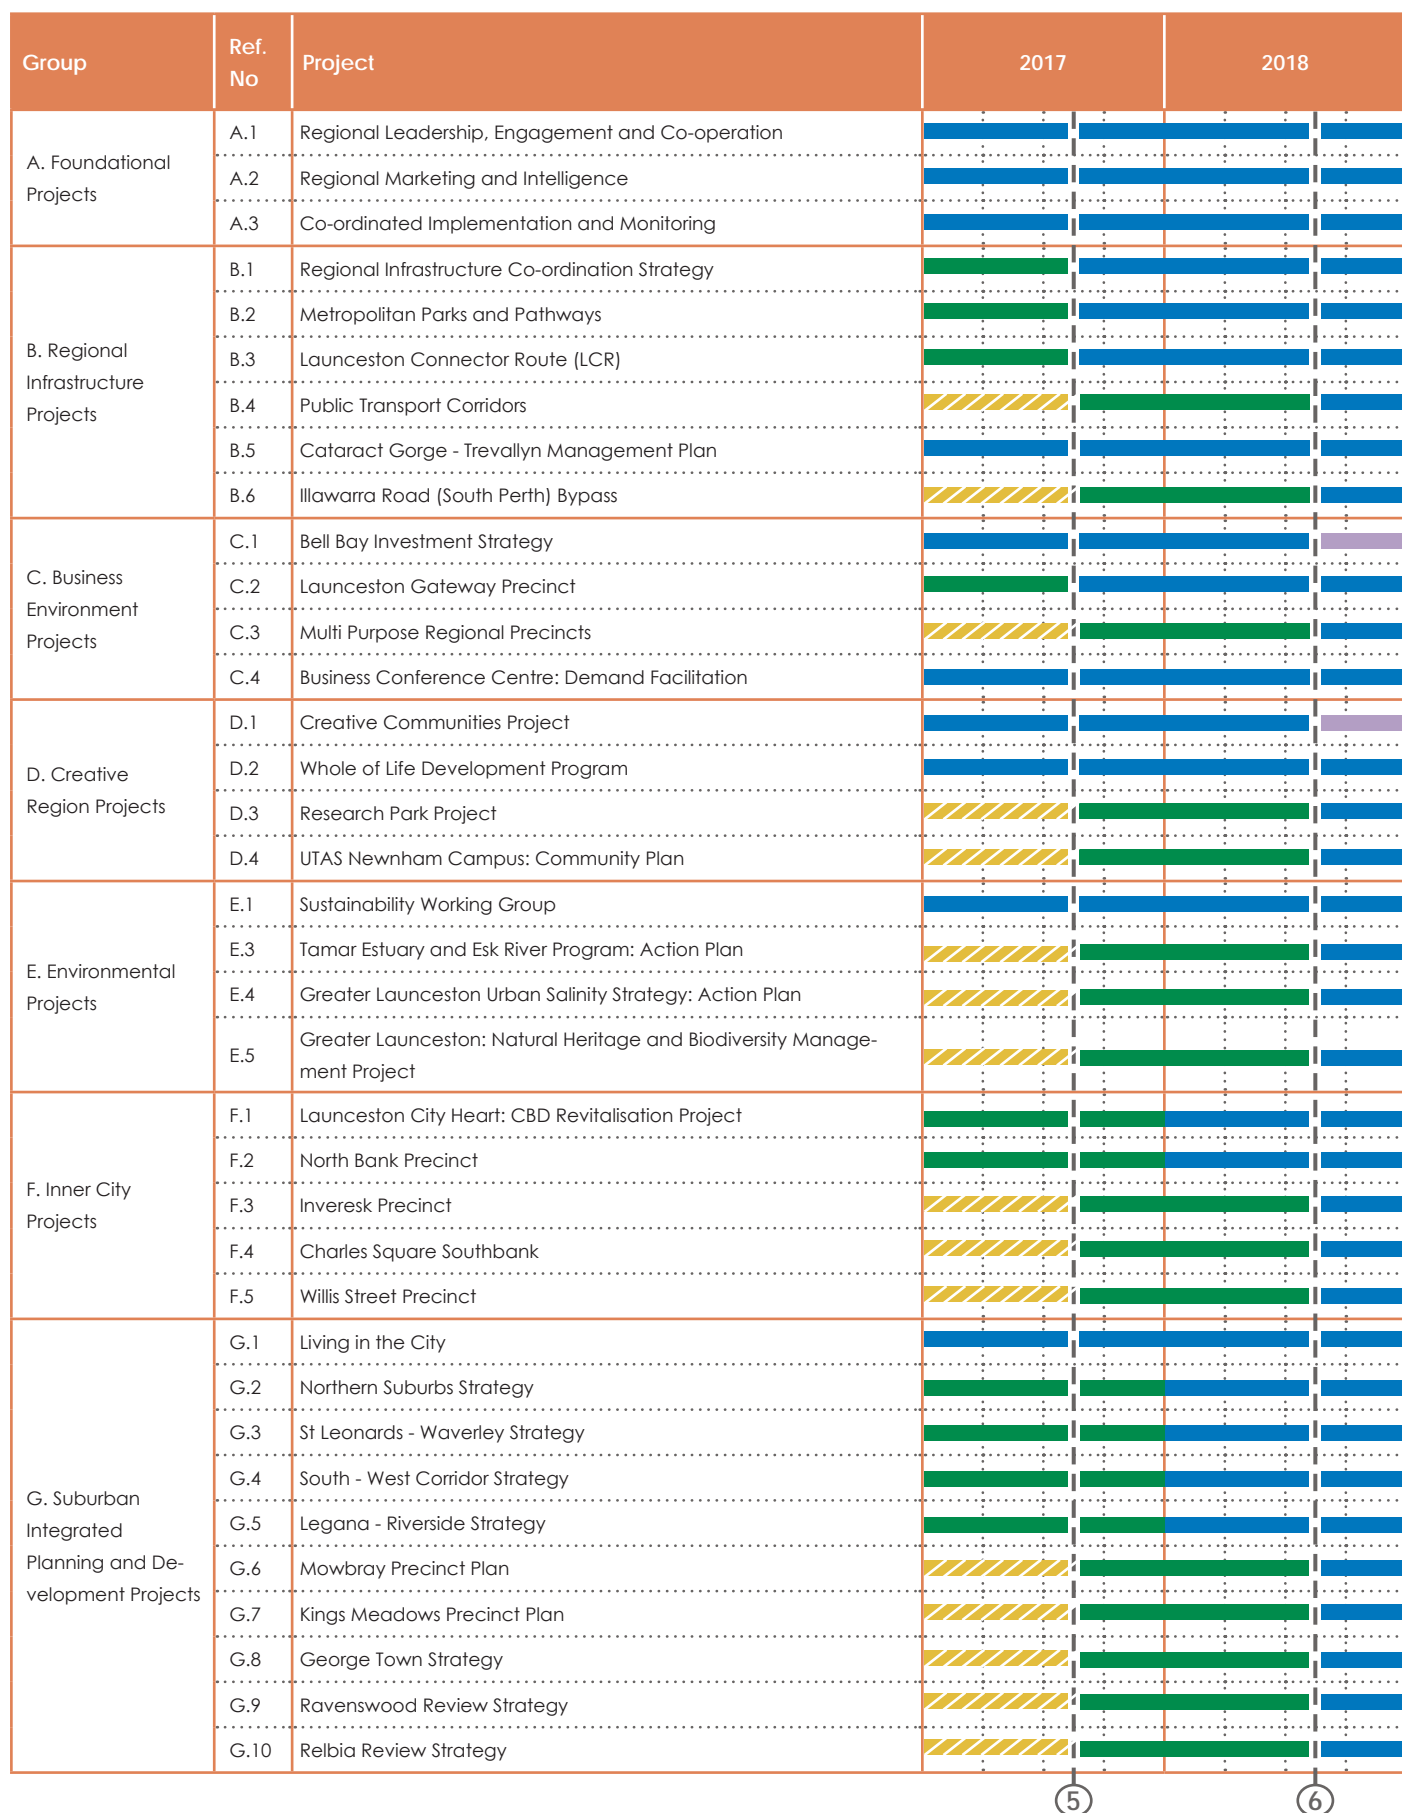 Group
Ref.
No
Project
2017
2018
A. Foundational
Projects
A.1 Regional Leadership, Engagement and Co-operation
A.2 Regional Marketing and Intelligence
A.3 Co-ordinated Implementation and Monitoring
B. Regional
Infrastructure
Projects
B.1 Regional Infrastructure Co-ordination Strategy
B.2 Metropolitan Parks and Pathways
B.3 Launceston Connector Route (LCR)
B.4 Public Transport Corridors
B.5 Cataract Gorge - Trevallyn Management Plan
B.6 Illawarra Road (South Perth) Bypass
C. Business
Environment
Projects
C.1 Bell Bay Investment Strategy
C.2 Launceston Gateway Precinct
C.3 Multi Purpose Regional Precincts
C.4 Business Conference Centre: Demand Facilitation
D. Creative
Region Projects
D.1 Creative Communities Project
D.2 Whole of Life Development Program
D.3 Research Park Project
D.4 UTAS Newnham Campus: Community Plan
E. Environmental
Projects
E.1 Sustainability Working Group
E.3 Tamar Estuary and Esk River Program: Action Plan
E.4 Greater Launceston Urban Salinity Strategy: Action Plan
E.5 Greater Launceston: Natural Heritage and Biodiversity Manage-
ment Project
F. Inner City
Projects
F.1 Launceston City Heart: CBD Revitalisation Project
F.2 North Bank Precinct
F.3 Inveresk Precinct
F.4 Charles Square Southbank
F.5 Willis Street Precinct
G. Suburban
Integrated
Planning and De-
velopment Projects
G.1 Living in the City
G.2 Northern Suburbs Strategy
G.3 St Leonards - Waverley Strategy
G.4 South - West Corridor Strategy
G.5 Legana - Riverside Strategy
G.6 Mowbray Precinct Plan
G.7 Kings Meadows Precinct Plan
G.8 George Town Strategy
G.9 Ravenswood Review Strategy
G.10 Relbia Review Strategy
5
6